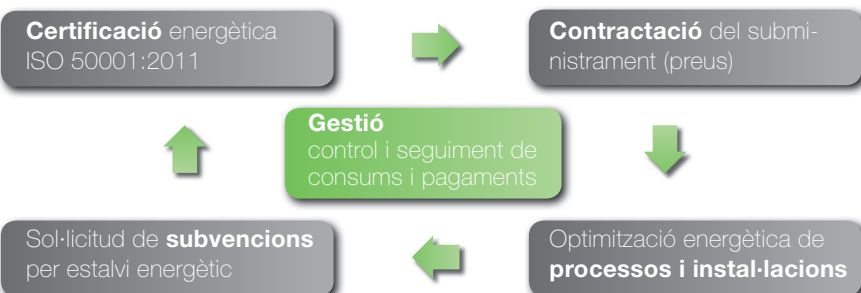 Certificació energètica
ISO 50001:2011
Contractació del submi-
nistrament (preus)
Gestió
control i seguiment de
consums i pagaments
Sol·licitud de subvencions
per estalvi energètic
Optimització energètica de
processos i instal·lacions